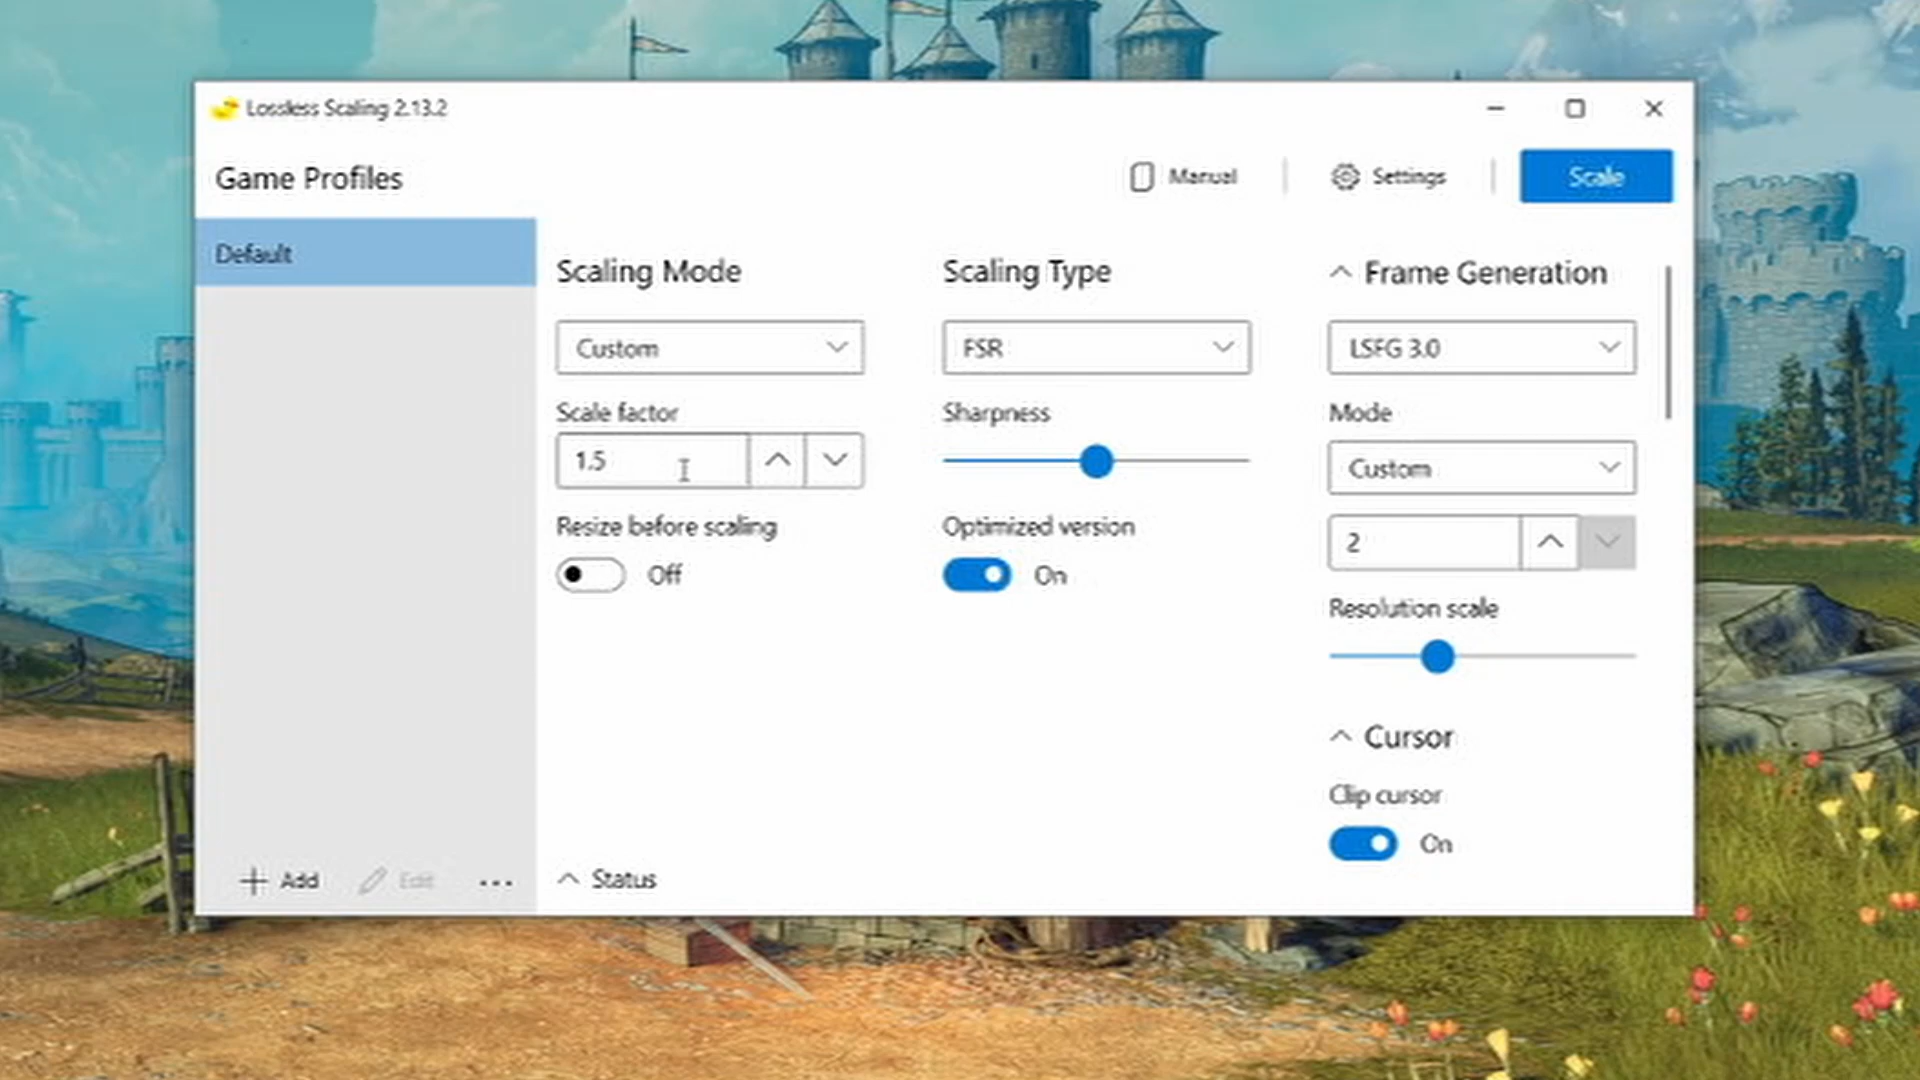 Lossless Scaling 2.13.2
Game Profiles
Manual
Settings
Scale
Default
Scaling Mode
Custom
Scale factor
1.5
Resize before scaling
Off
Scaling Type
FSR
Sharpness
Optimized version
On
Frame Generation
LSFG 3.0
Mode
Custom
2
Resolution scale
Cursor
Clip cursor
On
Add
Edit
...
Status